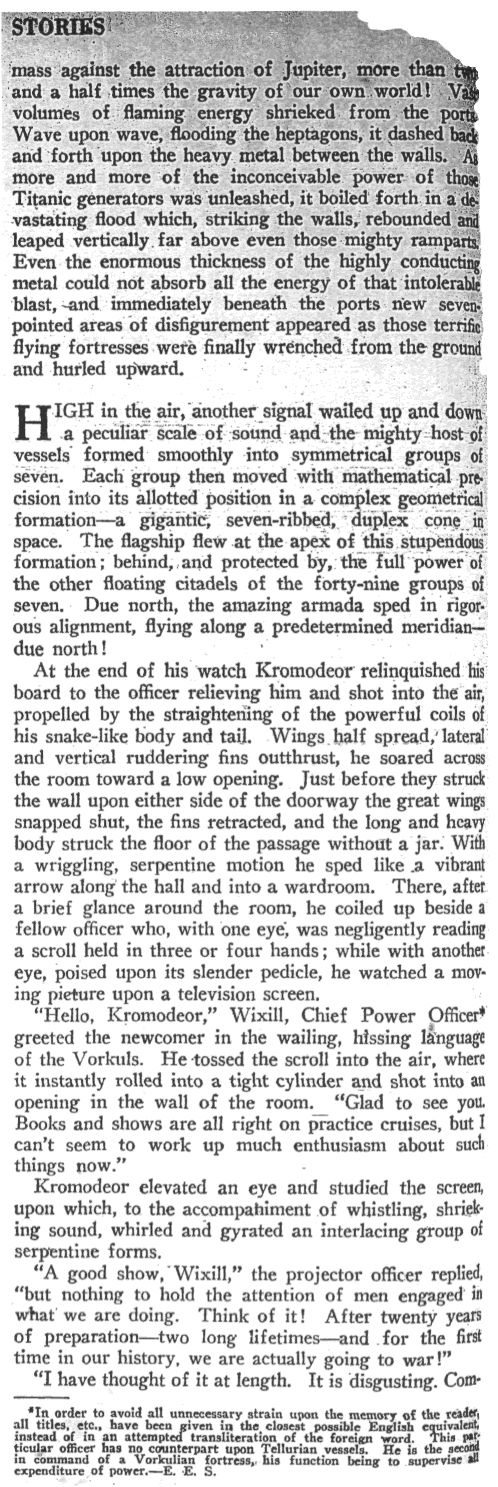 STORIES
mass against the attraction of Jupiter, more than two
and a half times the gravity of our own world! Vast
volumes of flaming energy shrieked from the ports.
Wave upon wave, flooding the heptagons, it dashed back
and forth upon the heavy metal between the walls. As
more and more of the inconceivable power of those
Titanic generators was unleashed, it boiled forth in a de-
vastating flood which, striking the walls, rebounded and
leaped vertically far above even those mighty ramparts.
Even the enormous thickness of the highly conducting
metal could not absorb all the energy of that intolerable
blast, and immediately beneath the ports new seven-
pointed areas of disfigurement appeared as those terrific
flying fortresses were finally wrenched from the ground
and hurled upward.
HIGH in the air, another signal wailed up and down
a peculiar scale of sound and the mighty host of
vessels formed smoothly into symmetrical groups of
seven. Each group then moved with mathematical pre-
cision into its allotted position in a complex geometrical
formation—a gigantic, seven-ribbed, duplex cone in
space. The flagship flew at the apex of this stupendous
formation; behind, and protected by, the full power of
the other floating citadels of the forty-nine groups of
seven. Due north, the amazing armada sped in rigor-
ous alignment, flying along a predetermined meridian—
due north!
At the end of his watch Kromodeor relinquished his
board to the officer relieving him and shot into the air,
propelled by the straightening of the powerful coils of
his snake-like body and tail. Wings half spread, lateral
and vertical ruddering fins outthrust, he soared across
the room toward a low opening. Just before they struck
the wall upon either side of the doorway the great wings
snapped shut, the fins retracted, and the long and heavy
body struck the floor of the passage without a jar. With
a wriggling, serpentine motion he sped like a vibrant
arrow along the hall and into a wardroom. There, after
a brief glance around the room, he coiled up beside a
fellow officer who, with one eye, was negligently reading
a scroll held in three or four hands; while with another
eye, poised upon its slender pedicle, he watched a mov-
ing picture upon a television screen.
"Hello, Kromodeor," Wixill, Chief Power Officer*
greeted the newcomer in the wailing, hissing language
of the Vorkuls. He tossed the scroll into the air, where
it instantly rolled into a tight cylinder and shot into an
opening in the wall of the room. "Glad to see you.
Books and shows are all right on practice cruises, but I
can't seem to work up much enthusiasm about such
things now."
Kromodeor elevated an eye and studied the screen,
upon which, to the accompaniment of whistling, shriek-
ing sound, whirled and gyrated an interlacing group of
serpentine forms.
"A good show, Wixill," the projector officer replied,
"but nothing to hold the attention of men engaged in
what we are doing. Think of it! After twenty years
of preparation—two long lifetimes—and for the first
time in our history, we are actually going to war!"
"I have thought of it at length. It is disgusting. Com-
*In order to avoid all unnecessary strain upon the memory of the reader,
all titles, etc., have been given in the closest possible English equivalent,
instead of in an attempted transliteration of the foreign word. This par-
ticular officer has no counterpart upon Tellurian vessels. He is the second
in command of a Vorkulian fortress, his function being to supervise all
expenditure of power.—E. E. S.